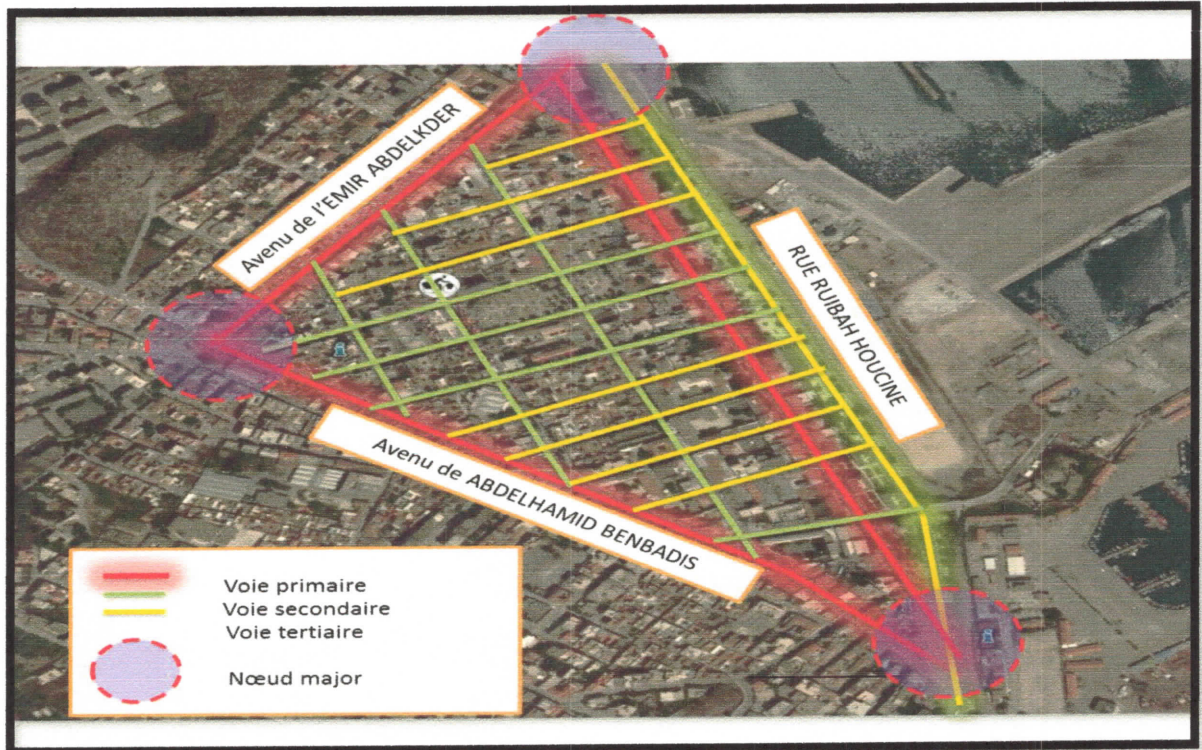 Avenu de l'EMIR ABDELKDER
RUE RUIBAH HOUCINE
Avenu de ABDELHAMID BENBADIS
Voie primaire
Voie secondaire
Voie tertiaire
Nœud major